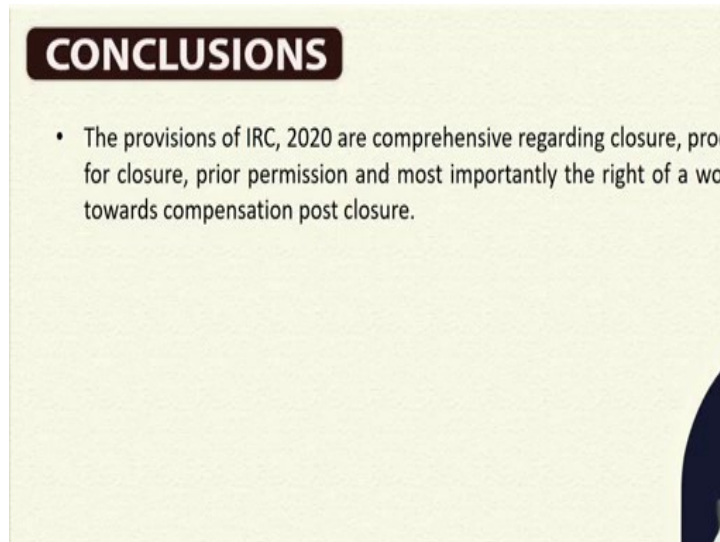 CONCLUSIONS
• The provisions of IRC, 2020 are comprehensive regarding closure,
for closure, prior permission and most importantly the right of a
towards compensation post closure.